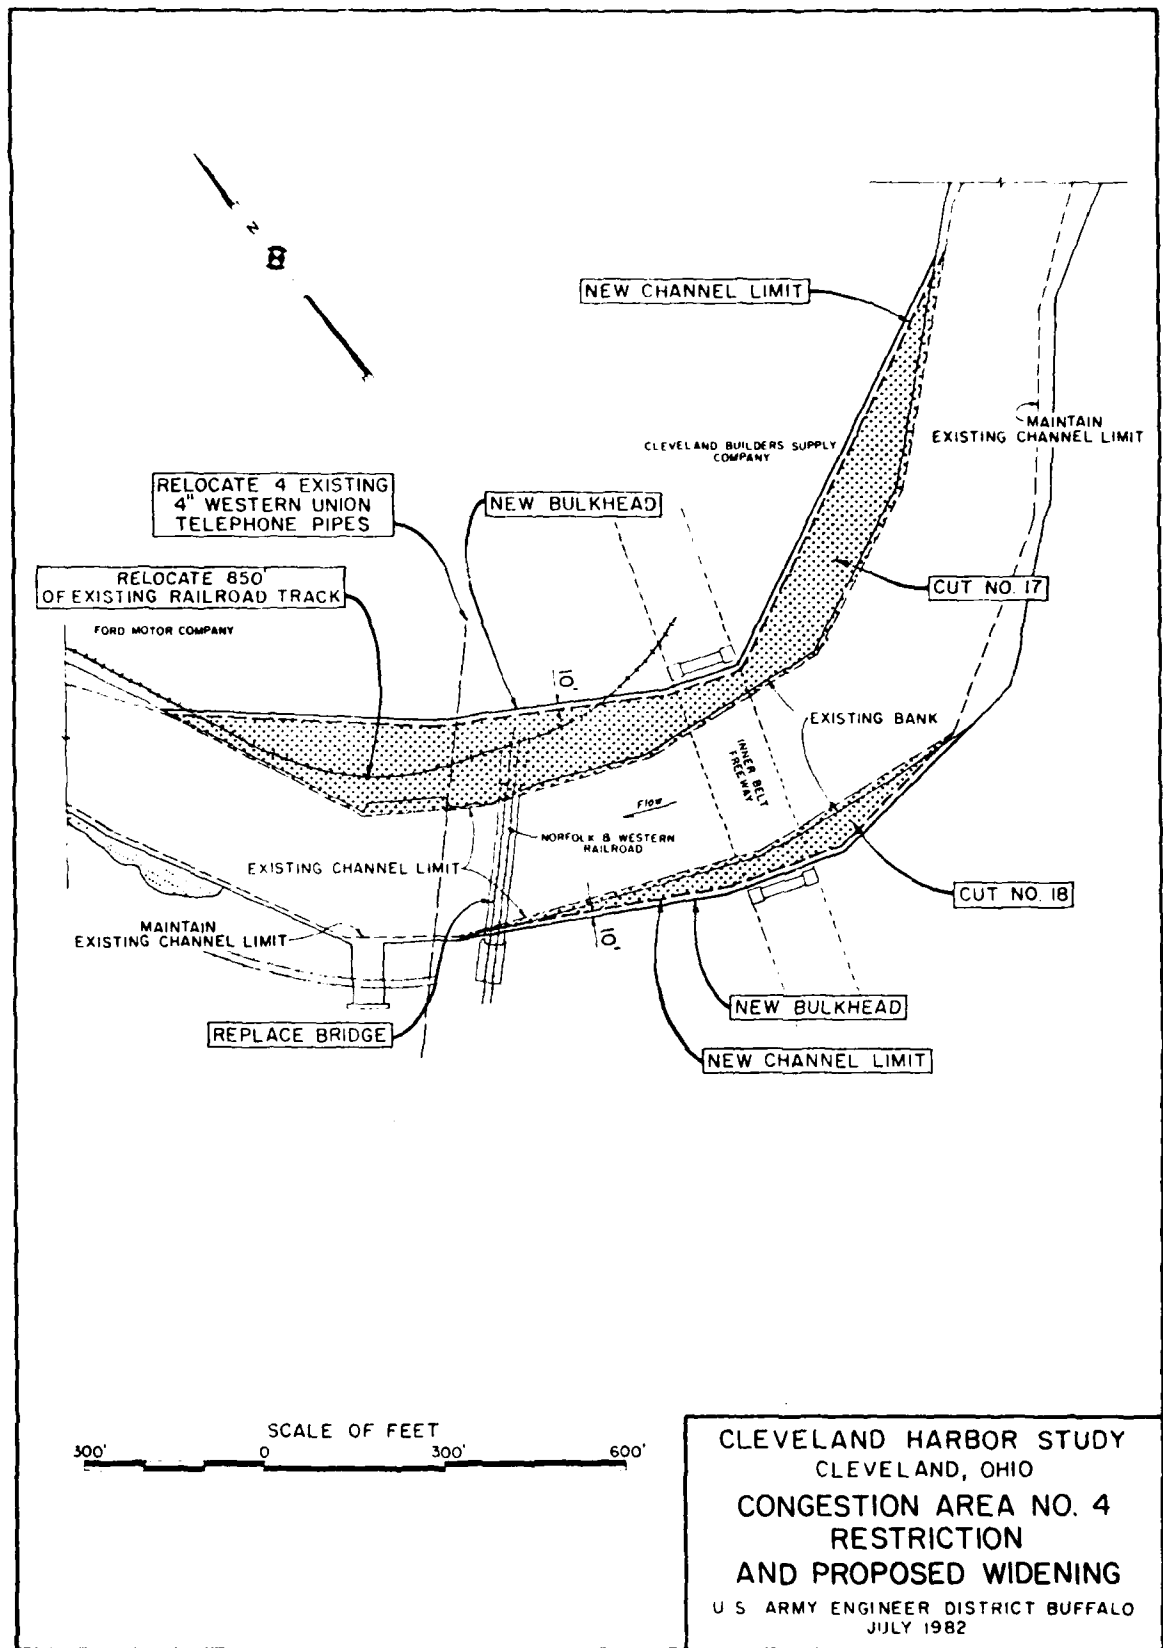 N
NEW CHANNEL LIMIT
MAINTAIN
EXISTING CHANNEL LIMIT
CLEVELAND BUILDERS SUPPLY
COMPANY
RELOCATE 4 EXISTING
4" WESTERN UNION
TELEPHONE PIPES
NEW BULKHEAD
RELOCATE 850'
OF EXISTING RAILROAD TRACK
CUT NO. 17
FORD MOTOR COMPANY
10'
EXISTING BANK
INNER BELT
FREEWAY
FLOW
NORFOLK & WESTERN
RAILROAD
EXISTING CHANNEL LIMIT
CUT NO. 18
MAINTAIN
EXISTING CHANNEL LIMIT
10'
NEW BULKHEAD
REPLACE BRIDGE
NEW CHANNEL LIMIT
SCALE OF FEET
300' 0 300' 600'
CLEVELAND HARBOR STUDY
CLEVELAND, OHIO
CONGESTION AREA NO. 4
RESTRICTION
AND PROPOSED WIDENING
U S ARMY ENGINEER DISTRICT BUFFALO
JULY 1982